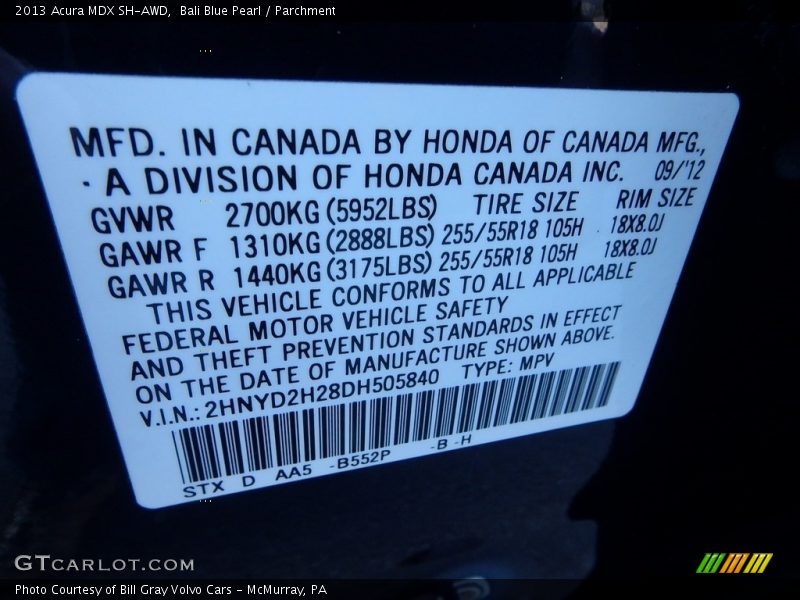 2013 Acura MDX SH-AWD, Bali Blue Pearl / Parchment
MFD. IN CANADA BY HONDA OF CANADA MFG.,
· A DIVISION OF HONDA CANADA INC. 09/'12
GVWR 2700KG (5952LBS) TIRE SIZE RIM SIZE
GAWR F 1310KG (2888LBS) 255/55R18 105H 18X8.0J
GAWR R 1440KG (3175LBS) 255/55R18 105H 18X8.0J
THIS VEHICLE CONFORMS TO ALL APPLICABLE
FEDERAL MOTOR VEHICLE SAFETY
AND THEFT PREVENTION STANDARDS IN EFFECT
ON THE DATE OF MANUFACTURE SHOWN ABOVE.
V.I.N.: 2HNYD2H28DH505840 TYPE: MPV
STX D AA5 -B552P -B -H
GTCARLOT.COM
Photo Courtesy of Bill Gray Volvo Cars - McMurray, PA